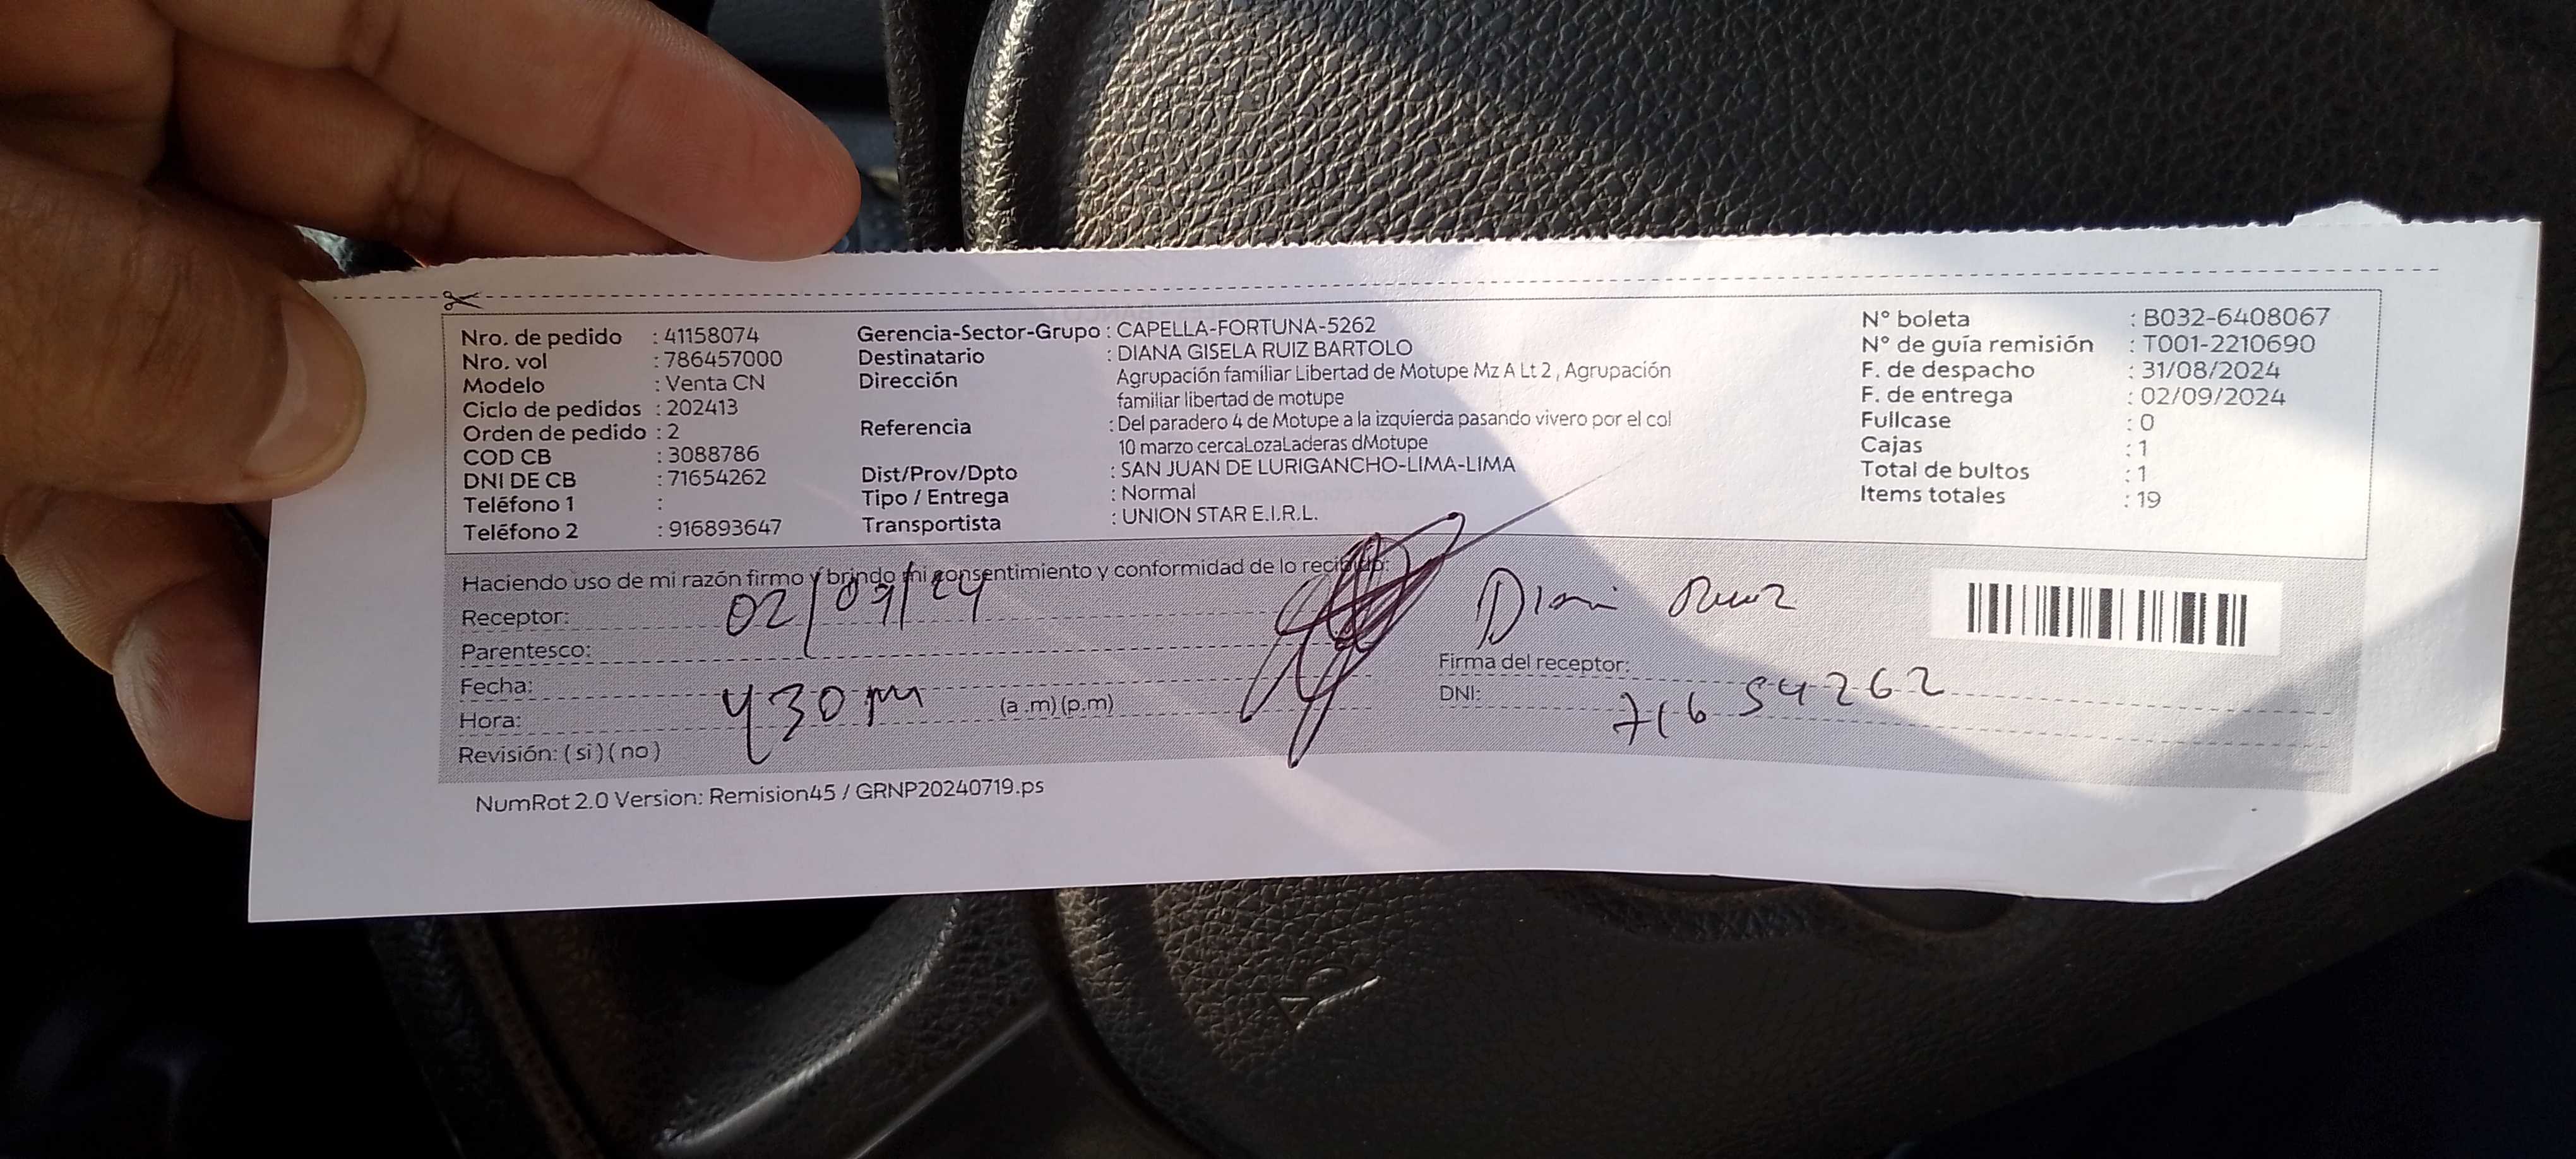 Nro. de pedido : 41158074
Nro. vol : 786457000
Modelo : Venta CN
Ciclo de pedidos : 202413
Orden de pedido : 2
COD CB : 3088786
DNI DE CB : 71654262
Teléfono 1 :
Teléfono 2 : 916893647
Gerencia-Sector-Grupo : CAPELLA-FORTUNA-5262
Destinatario : DIANA GISELA RUIZ BARTOLO
Dirección Agrupación familiar Libertad de Motupe Mz A Lt 2 , Agrupación
familiar libertad de motupe
Referencia : Del paradero 4 de Motupe a la izquierda pasando vivero por el col
10 marzo cercaLozaLaderas dMotupe
Dist/Prov/Dpto : SAN JUAN DE LURIGANCHO-LIMA-LIMA
Tipo / Entrega : Normal
Transportista : UNION STAR E.I.R.L.
N° boleta : B032-6408067
N° de guía remisión : T001-2210690
F. de despacho : 31/08/2024
F. de entrega : 02/09/2024
Fullcase : 0
Cajas : 1
Total de bultos : 1
Items totales : 19
Haciendo uso de mi razón firmo y brindo mi consentimiento y conformidad de lo recibido:
Receptor: 02/09/24
Parentesco:
Fecha:
Hora: 430 pm (a .m) (p.m)
Revisión: ( si ) ( no )
Diana Ruiz
Firma del receptor:
DNI: 71654262
NumRot 2.0 Version: Remision45 / GRNP20240719.ps